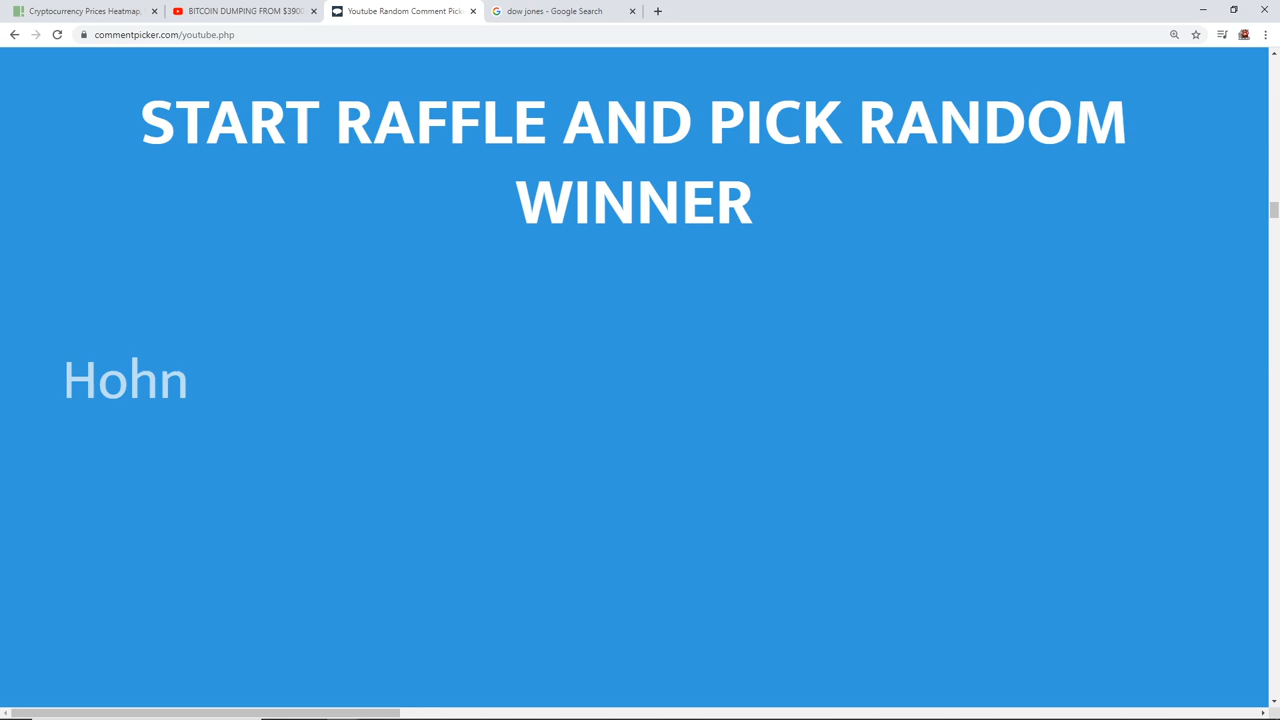 Cryptocurrency Prices Heatmap,
BITCOIN DUMPING FROM $3900
Youtube Random Comment Picke
dow jones - Google Search
commentpicker.com/youtube.php
START RAFFLE AND PICK RANDOM
WINNER
Hohn